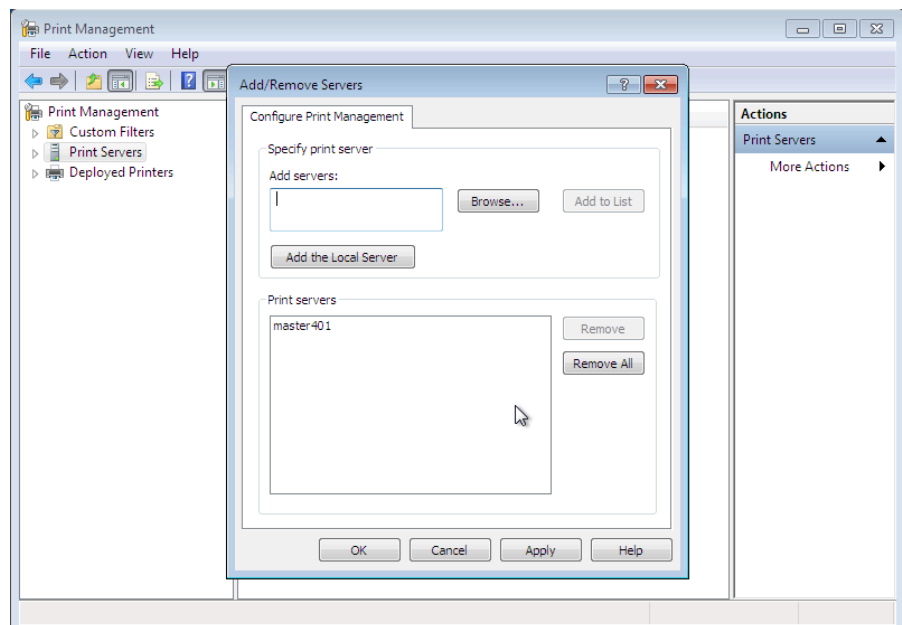 Print Management
File Action View Help
Print Management
Custom Filters
Print Servers
Deployed Printers
Add/Remove Servers
Configure Print Management
Specify print server
Add servers:
Browse...
Add to List
Add the Local Server
Print servers
master401
Remove
Remove All
OK Cancel Apply Help
Actions
Print Servers
More Actions